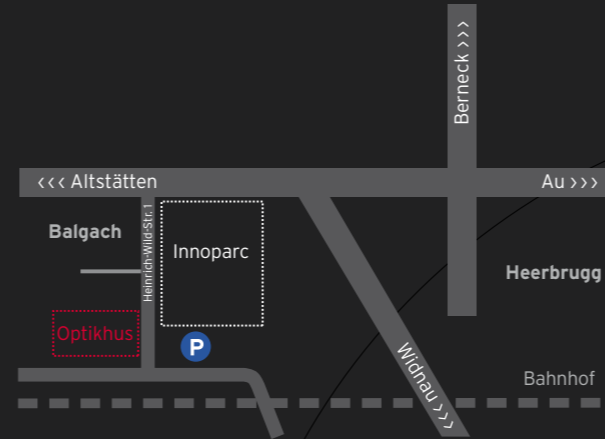 Berneck >>>
<<< Altstätten
Au >>>
Heinrich-Wild-Str. 1
Balgach
Innoparc
Heerbrugg
Optikhus
P
Widnau >>>
Bahnhof